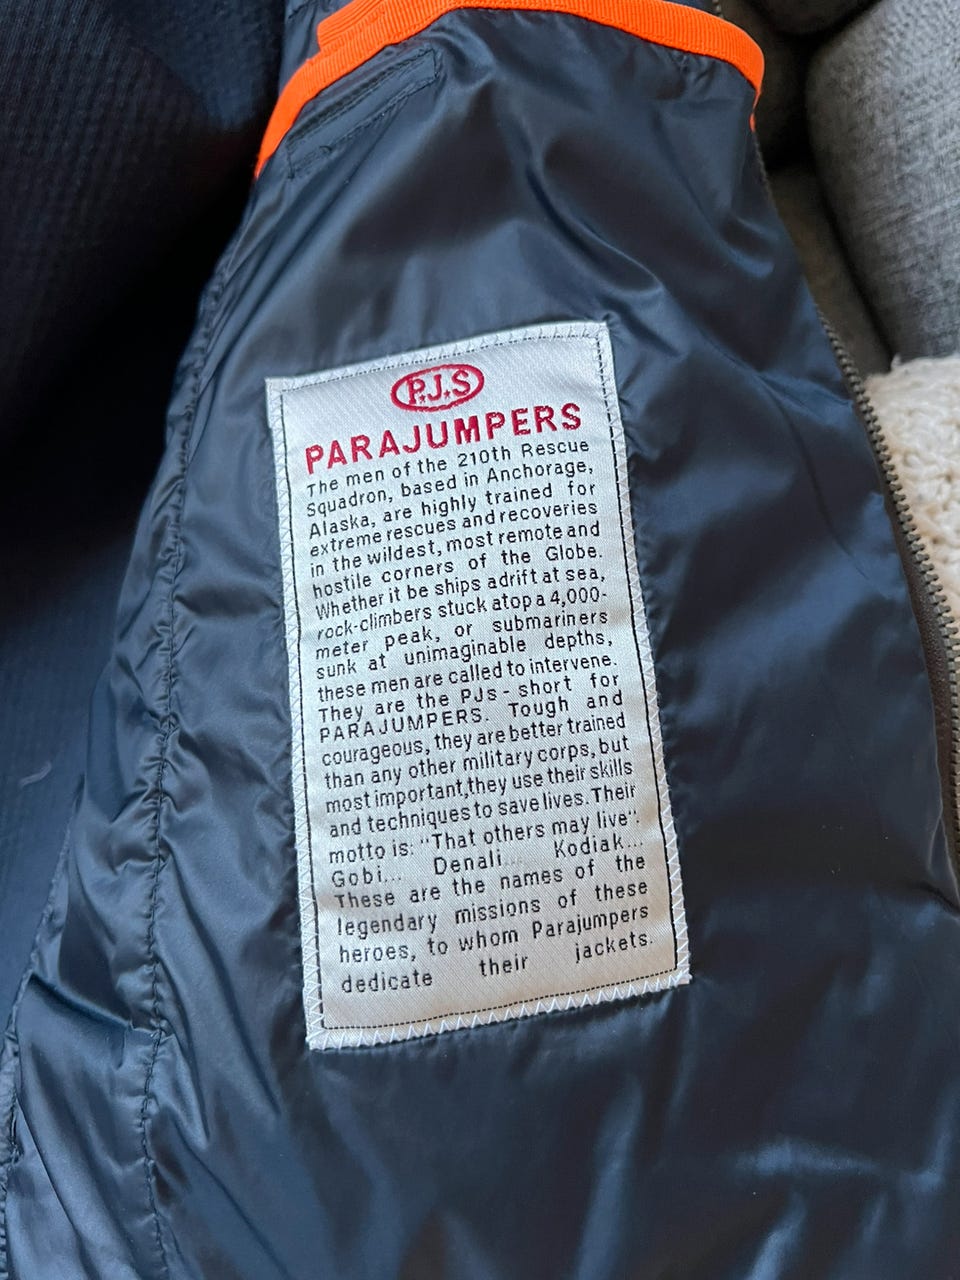 P.J.S
PARAJUMPERS
The men of the 210th Rescue
Squadron, based in Anchorage,
Alaska, are highly trained for
extreme rescues and recoveries
in the wildest, most remote and
hostile corners of the Globe.
Whether it be ships adrift at sea,
rock-climbers stuck atop a 4,000-
meter peak, or submariners
sunk at unimaginable depths,
these men are called to intervene.
They are the PJs - short for
PARAJUMPERS. Tough and
courageous, they are better trained
than any other military corps, but
most important,they use their skills
and techniques to save lives. Their
motto is: "That others may live".
Gobi... Denali... Kodiak...
These are the names of the
legendary missions of these
heroes, to whom Parajumpers
dedicate their jackets.